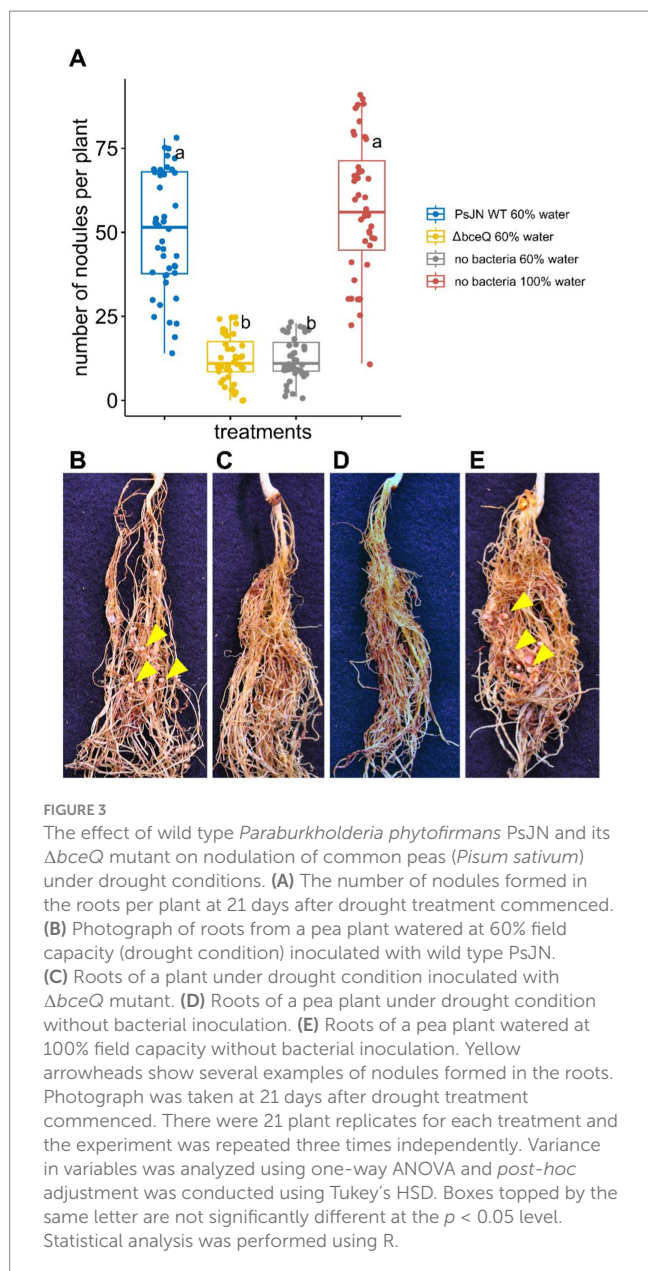 A
number of nodules per plant
75
50
25
0
a
b
b
a
treatments
PsJN WT 60% water
ΔbceQ 60% water
no bacteria 60% water
no bacteria 100% water
B C D E
FIGURE 3
The effect of wild type Paraburkholderia phytofirmans PsJN and its
ΔbceQ mutant on nodulation of common peas (Pisum sativum)
under drought conditions. (A) The number of nodules formed in
the roots per plant at 21 days after drought treatment commenced.
(B) Photograph of roots from a pea plant watered at 60% field
capacity (drought condition) inoculated with wild type PsJN.
(C) Roots of a plant under drought condition inoculated with
ΔbceQ mutant. (D) Roots of a pea plant under drought condition
without bacterial inoculation. (E) Roots of a pea plant watered at
100% field capacity without bacterial inoculation. Yellow
arrowheads show several examples of nodules formed in the roots.
Photograph was taken at 21 days after drought treatment
commenced. There were 21 plant replicates for each treatment and
the experiment was repeated three times independently. Variance
in variables was analyzed using one-way ANOVA and post-hoc
adjustment was conducted using Tukey's HSD. Boxes topped by the
same letter are not significantly different at the p < 0.05 level.
Statistical analysis was performed using R.